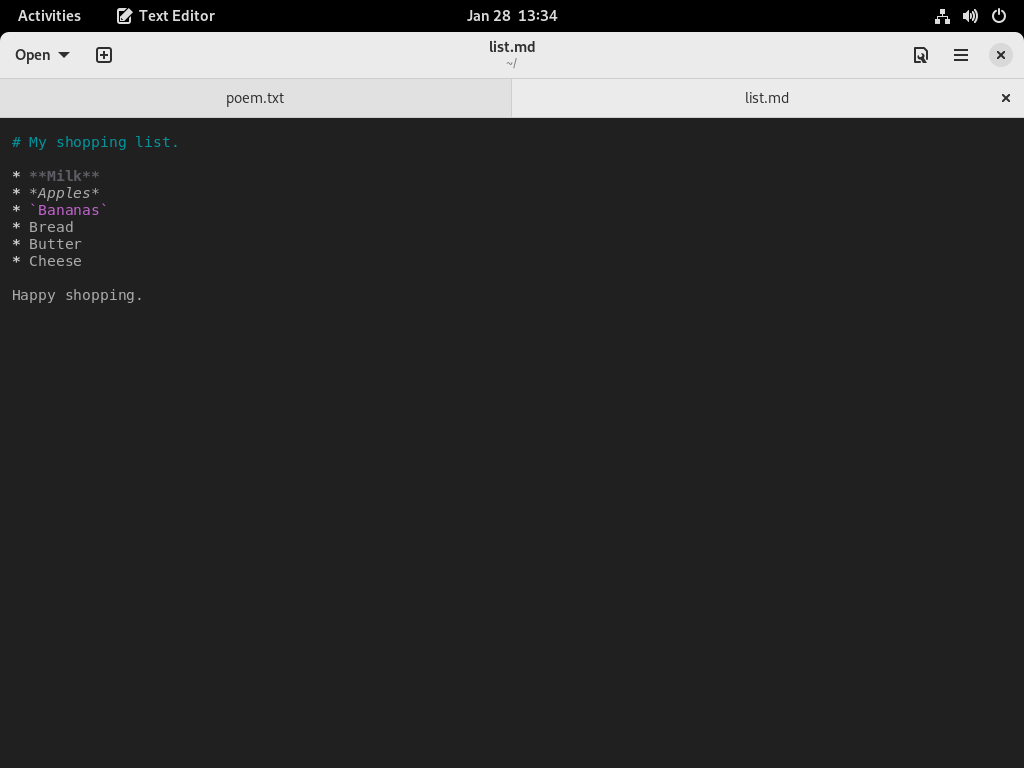 Activities Text Editor Jan 28 13:34
Open list.md
~/
poem.txt list.md
# My shopping list.
* **Milk**
* *Apples*
* `Bananas`
* Bread
* Butter
* Cheese
Happy shopping.